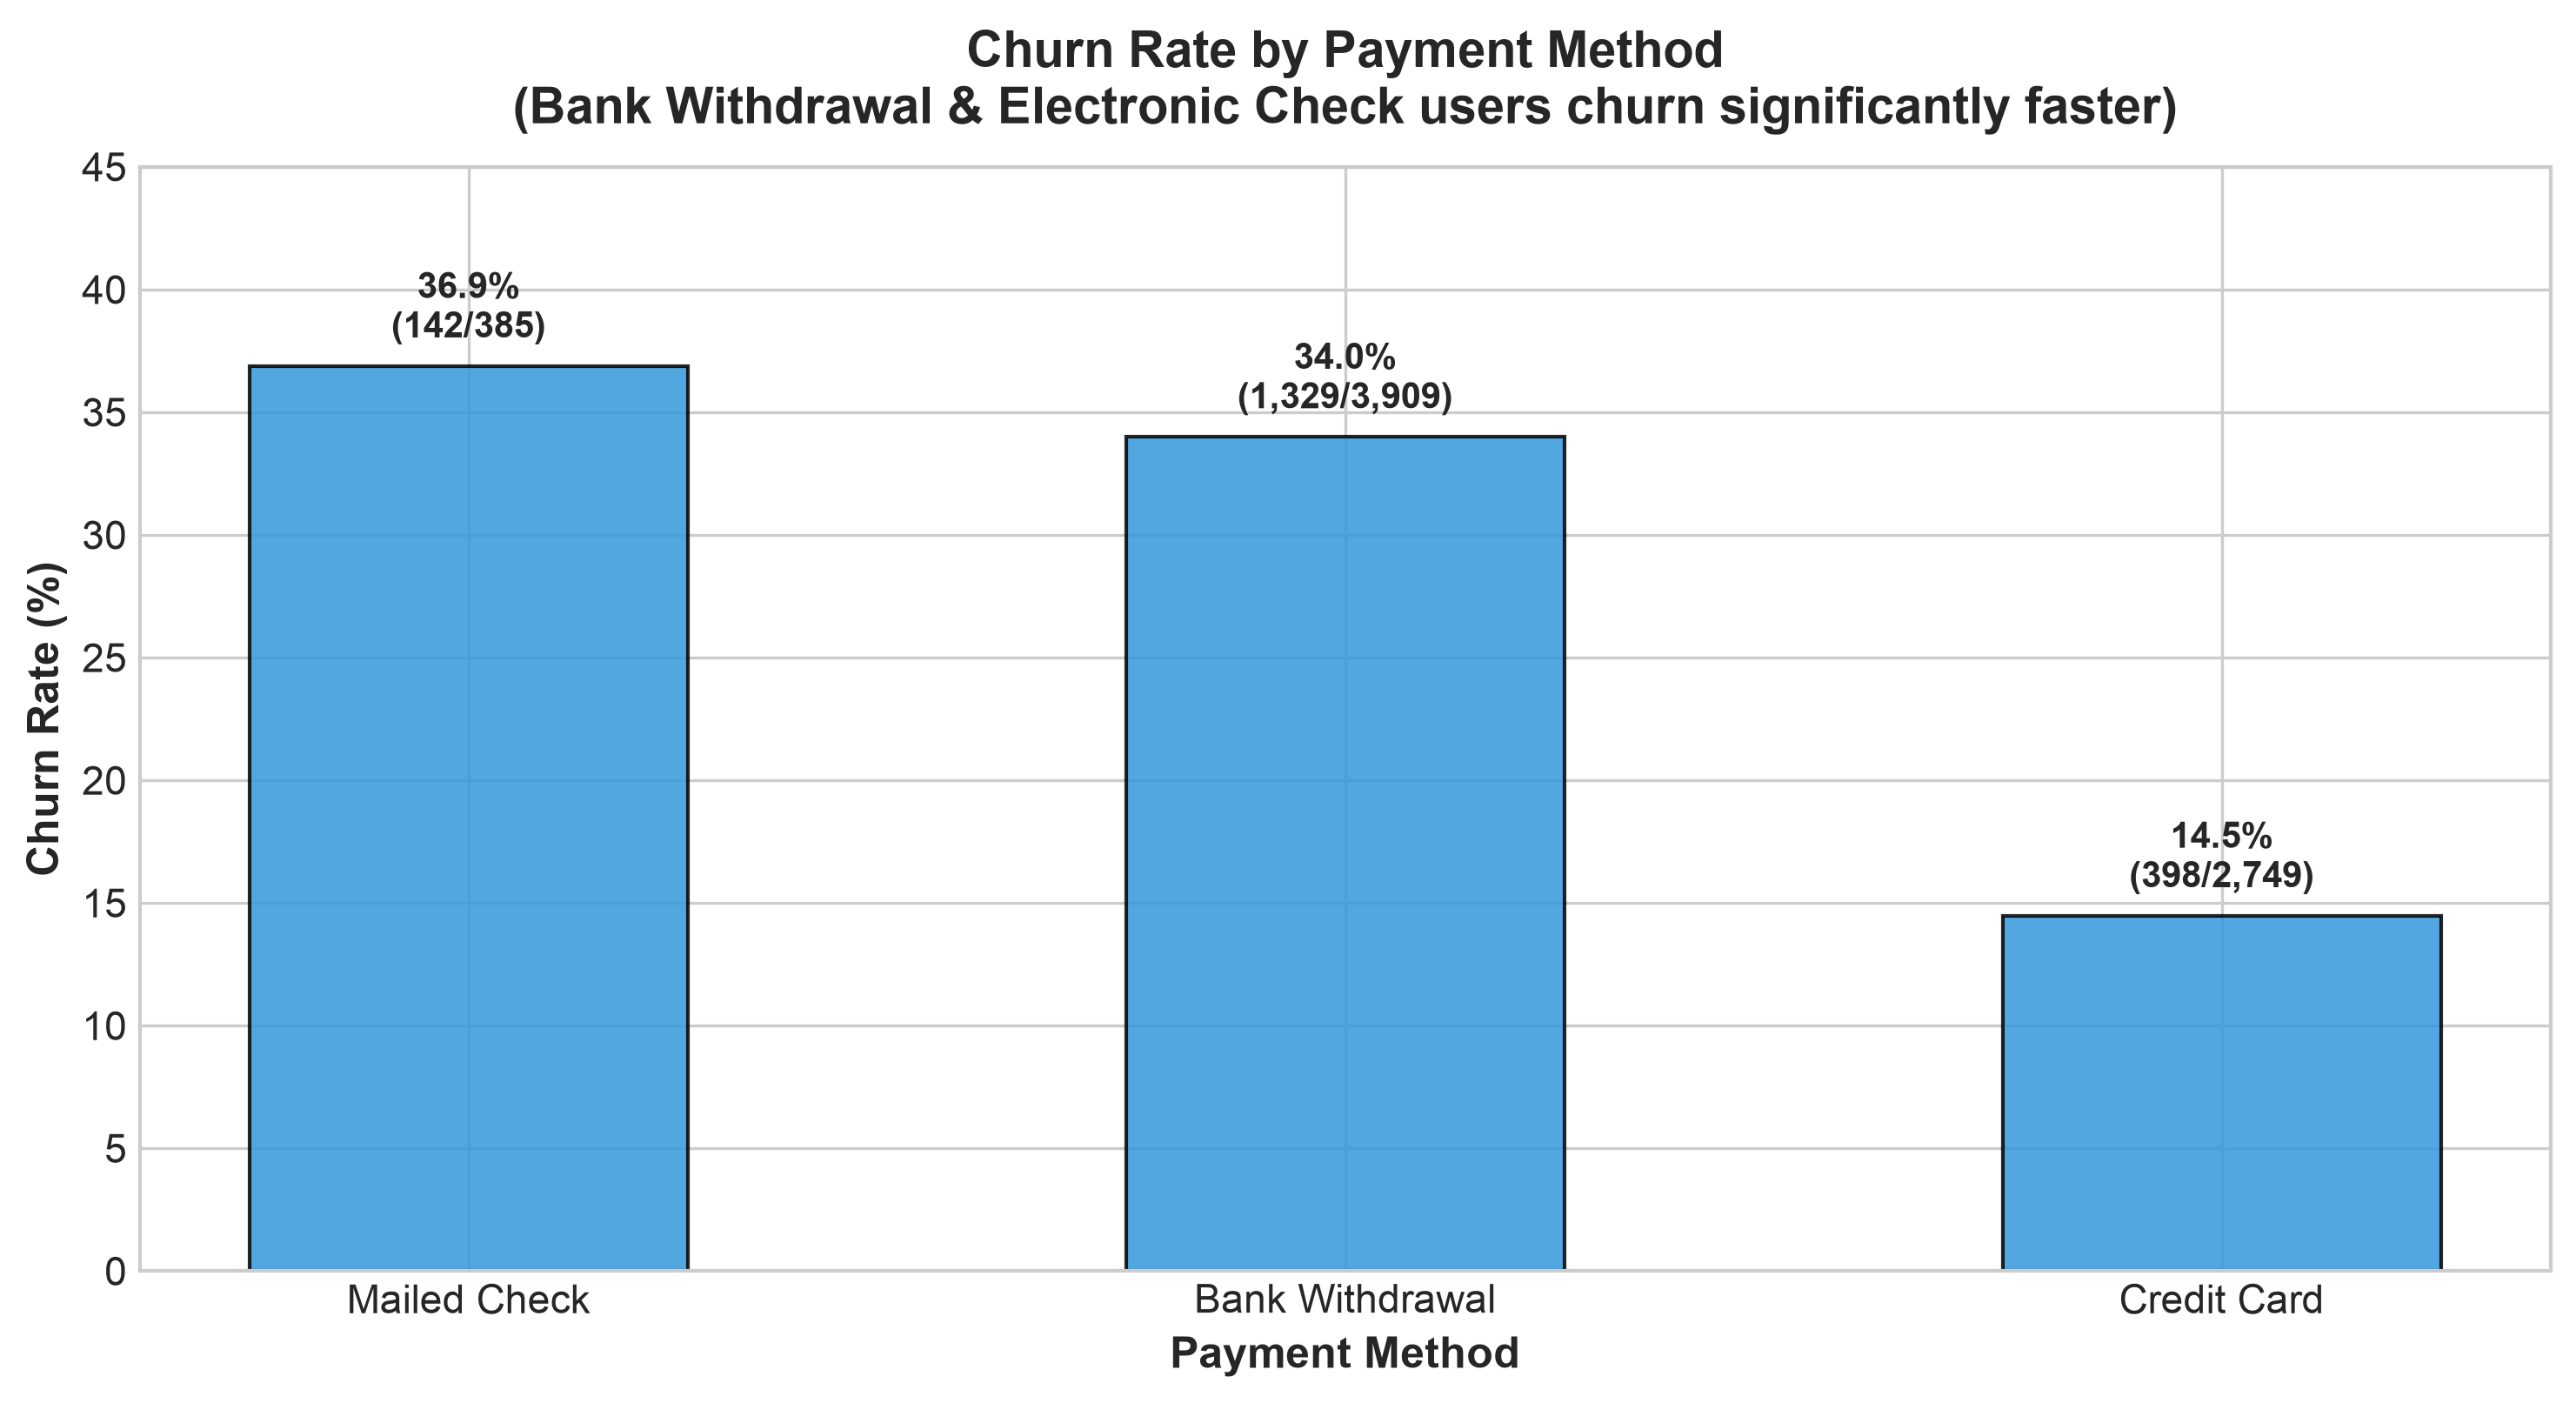 Churn Rate by Payment Method
(Bank Withdrawal & Electronic Check users churn significantly faster)
Churn Rate (%)
45
40
35
30
25
20
15
10
5
0
36.9%
(142/385)
34.0%
(1,329/3,909)
14.5%
(398/2,749)
Mailed Check
Bank Withdrawal
Credit Card
Payment Method